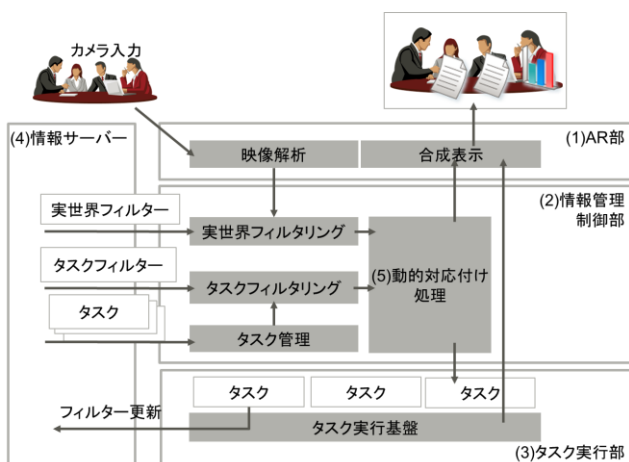 カメラ入力
(4)情報サーバー
(1)AR部
映像解析
合成表示
(2)情報管理
制御部
実世界フィルター
実世界フィルタリング
タスクフィルター
(5)動的対応付け
処理
タスクフィルタリング
タスク
タスク管理
タスク
タスク
タスク
フィルター更新
タスク実行基盤
(3)タスク実行部